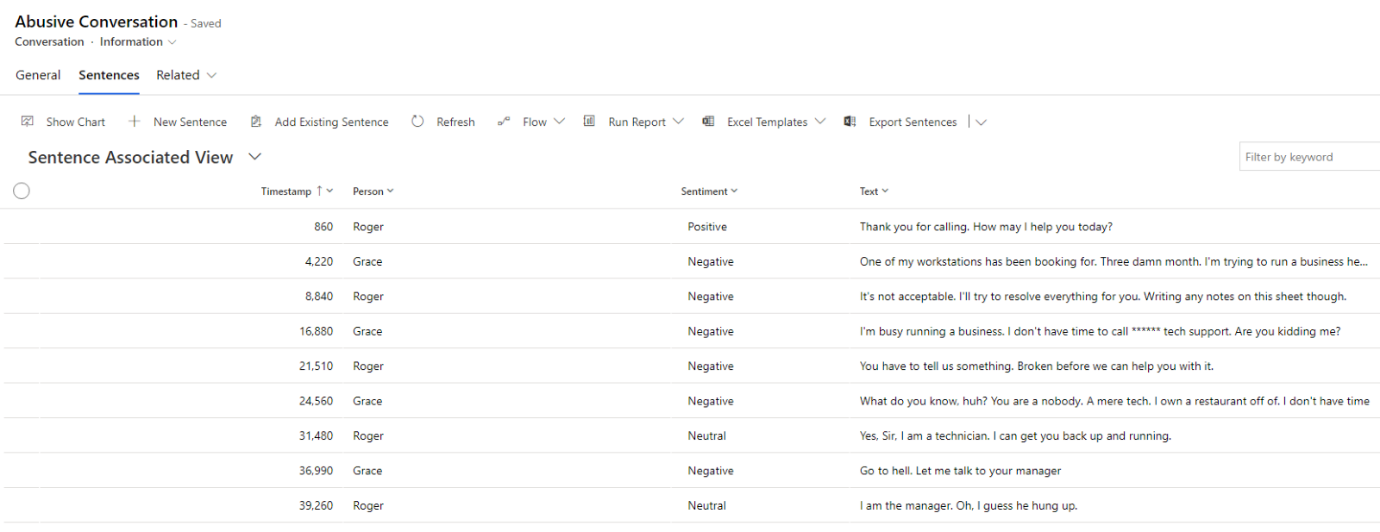 Abusive Conversation - Saved
Conversation · Information
General Sentences Related
Show Chart New Sentence Add Existing Sentence Refresh Flow Run Report Excel Templates Export Sentences
Sentence Associated View Filter by keyword
Timestamp ↑ Person Sentiment Text
860 Roger Positive Thank you for calling. How may I help you today?
4,220 Grace Negative One of my workstations has been booking for. Three damn month. I'm trying to run a business he...
8,840 Roger Negative It's not acceptable. I'll try to resolve everything for you. Writing any notes on this sheet though.
16,880 Grace Negative I'm busy running a business. I don't have time to call ****** tech support. Are you kidding me?
21,510 Roger Negative You have to tell us something. Broken before we can help you with it.
24,560 Grace Negative What do you know, huh? You are a nobody. A mere tech. I own a restaurant off of. I don't have time
31,480 Roger Neutral Yes, Sir, I am a technician. I can get you back up and running.
36,990 Grace Negative Go to hell. Let me talk to your manager
39,260 Roger Neutral I am the manager. Oh, I guess he hung up.